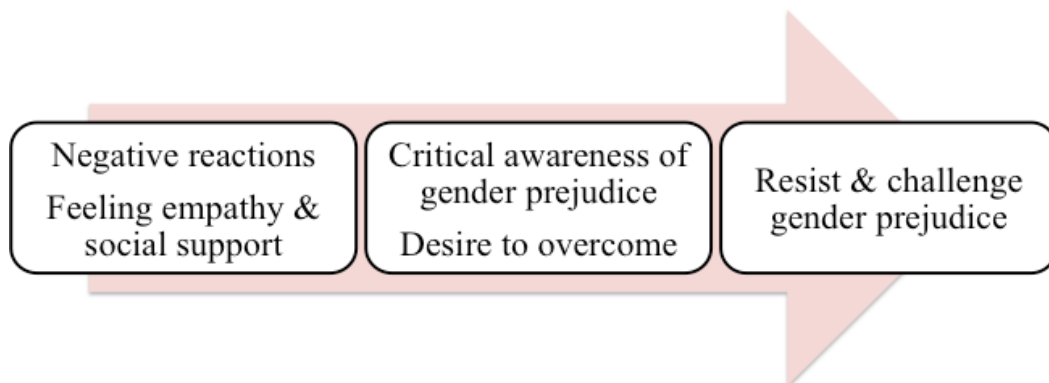 Negative reactions
Feeling empathy &
social support
Critical awareness of
gender prejudice
Desire to overcome
Resist & challenge
gender prejudice